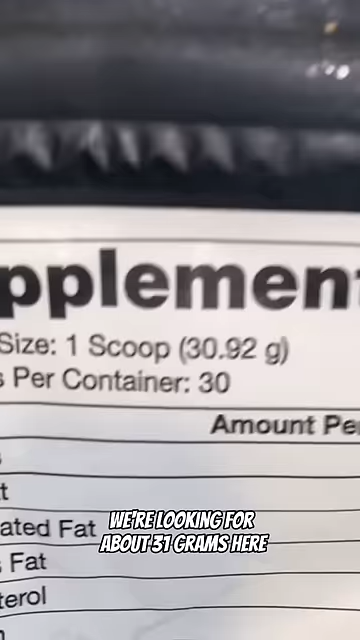 pplement
Size: 1 Scoop (30.92 g)
s Per Container: 30
Amount Pe
s
t
ated Fat
s Fat
terol
WE'RE LOOKING FOR
ABOUT 31 GRAMS HERE